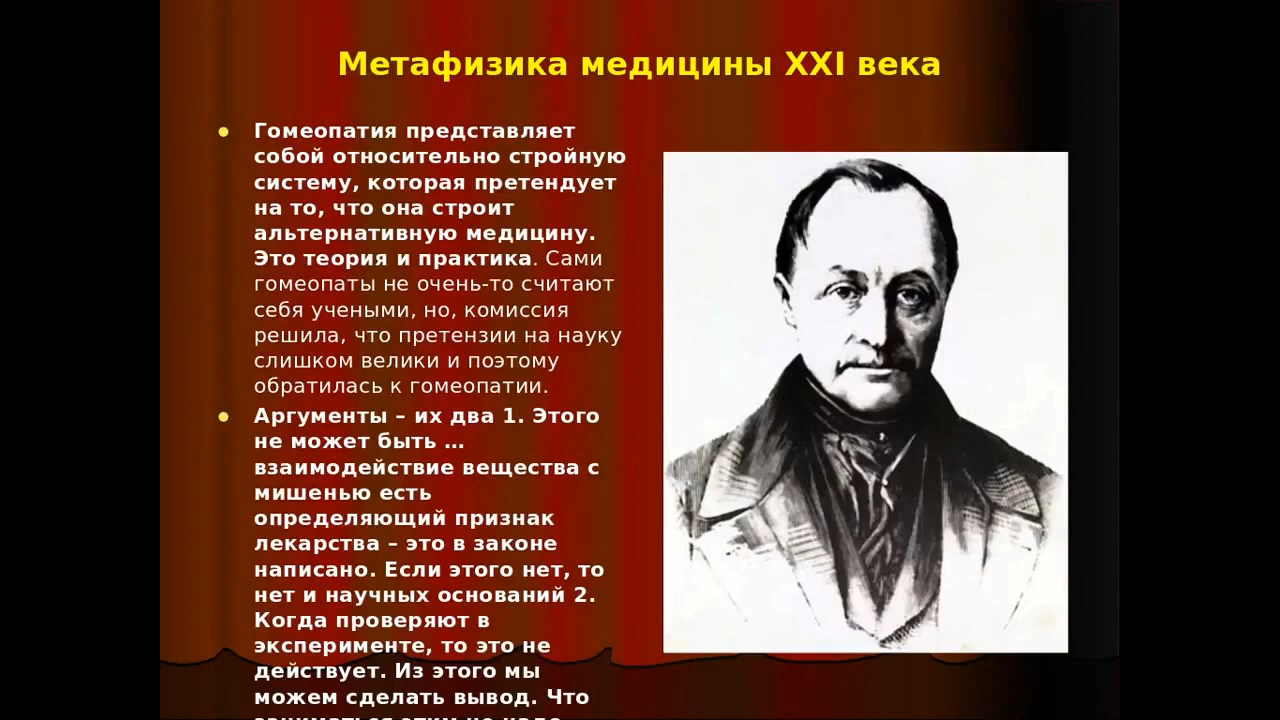 Метафизика медицины XXI века
Гомеопатия представляет
собой относительно стройную
систему, которая претендует
на то, что она строит
альтернативную медицину.
Это теория и практика. Сами
гомеопаты не очень-то считают
себя учеными, но, комиссия
решила, что претензии на науку
слишком велики и поэтому
обратилась к гомеопатии.
Аргументы – их два 1. Этого
не может быть …
взаимодействие вещества с
мишенью есть
определяющий признак
лекарства – это в законе
написано. Если этого нет, то
нет и научных оснований 2.
Когда проверяют в
эксперименте, то это не
действует. Из этого мы
можем сделать вывод. Что